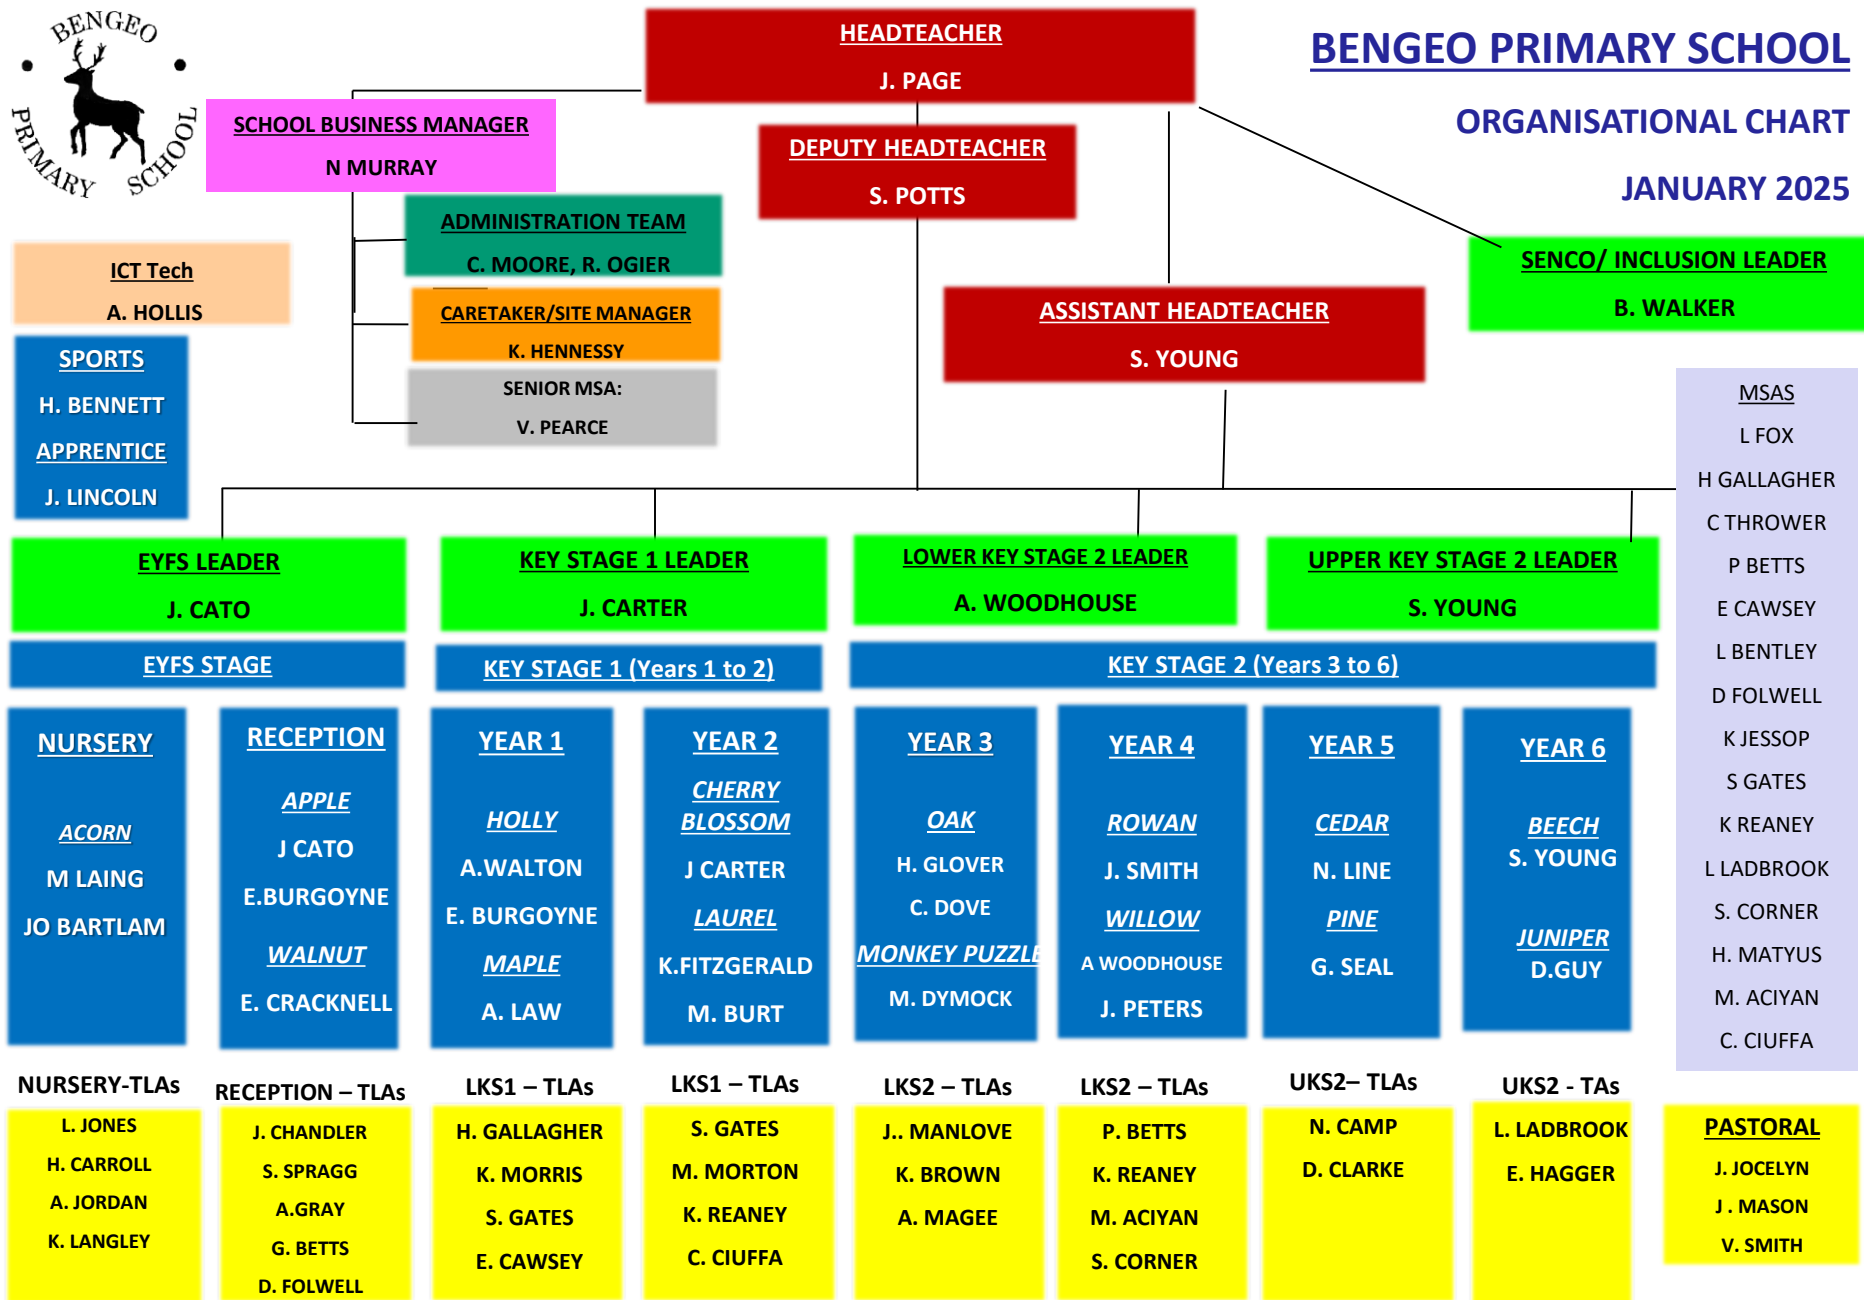 BENGEO
PRIMARY SCHOOL
HEADTEACHER
J. PAGE
BENGEO PRIMARY SCHOOL
ORGANISATIONAL CHART
JANUARY 2025
SCHOOL BUSINESS MANAGER
N MURRAY
DEPUTY HEADTEACHER
S. POTTS
ADMINISTRATION TEAM
C. MOORE, R. OGIER
ICT Tech
A. HOLLIS
CARETAKER/SITE MANAGER
K. HENNESSY
SENIOR MSA:
V. PEARCE
ASSISTANT HEADTEACHER
S. YOUNG
SENCO/ INCLUSION LEADER
B. WALKER
SPORTS
H. BENNETT
APPRENTICE
J. LINCOLN
MSAS
L FOX
H GALLAGHER
C THROWER
P BETTS
E CAWSEY
L BENTLEY
D FOLWELL
K JESSOP
S GATES
K REANEY
L LADBROOK
S. CORNER
H. MATYUS
M. ACIYAN
C. CIUFFA
EYFS LEADER
J. CATO
KEY STAGE 1 LEADER
J. CARTER
LOWER KEY STAGE 2 LEADER
A. WOODHOUSE
UPPER KEY STAGE 2 LEADER
S. YOUNG
EYFS STAGE
KEY STAGE 1 (Years 1 to 2)
KEY STAGE 2 (Years 3 to 6)
NURSERY
ACORN
M LAING
JO BARTLAM
RECEPTION
APPLE
J CATO
E.BURGOYNE
WALNUT
E. CRACKNELL
YEAR 1
HOLLY
A.WALTON
E. BURGOYNE
MAPLE
A. LAW
YEAR 2
CHERRY
BLOSSOM
J CARTER
LAUREL
K.FITZGERALD
M. BURT
YEAR 3
OAK
H. GLOVER
C. DOVE
MONKEY PUZZLE
M. DYMOCK
YEAR 4
ROWAN
J. SMITH
WILLOW
A WOODHOUSE
J. PETERS
YEAR 5
CEDAR
N. LINE
PINE
G. SEAL
YEAR 6
BEECH
S. YOUNG
JUNIPER
D.GUY
NURSERY-TLAs
L. JONES
H. CARROLL
A. JORDAN
K. LANGLEY
RECEPTION – TLAs
J. CHANDLER
S. SPRAGG
A.GRAY
G. BETTS
D. FOLWELL
LKS1 – TLAs
H. GALLAGHER
K. MORRIS
S. GATES
E. CAWSEY
LKS1 – TLAs
S. GATES
M. MORTON
K. REANEY
C. CIUFFA
LKS2 – TLAs
J.. MANLOVE
K. BROWN
A. MAGEE
LKS2 – TLAs
P. BETTS
K. REANEY
M. ACIYAN
S. CORNER
UKS2– TLAs
N. CAMP
D. CLARKE
UKS2 - TAs
L. LADBROOK
E. HAGGER
PASTORAL
J. JOCELYN
J . MASON
V. SMITH